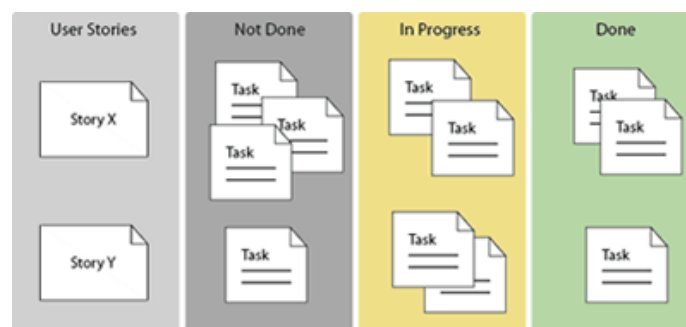 User Stories
Not Done
In Progress
Done
Story X
Task
Task
Task
Task
Task
Task
Task
Story Y
Task
Task
Task